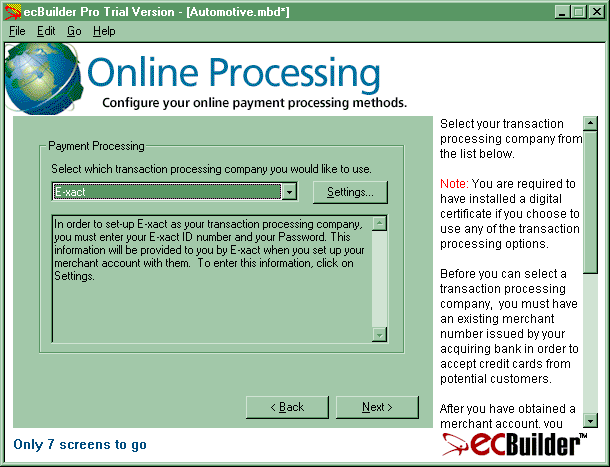 ecBuilder Pro Trial Version - [Automotive.mbd*]
File Edit Go Help
Online Processing
Configure your online payment processing methods.
Payment Processing
Select which transaction processing company you would like to use.
E-xact
Settings...
In order to set-up E-xact as your transaction processing company,
you must enter your E-xact ID number and your Password. This
information will be provided to you by E-xact when you set up your
merchant account with them. To enter this information, click on
Settings.
< Back
Next >
Only 7 screens to go
Select your transaction
processing company from
the list below.
Note: You are required to
have installed a digital
certificate if you choose to
use any of the transaction
processing options.
Before you can select a
transaction processing
company, you must have
an existing merchant
number issued by your
acquiring bank in order to
accept credit cards from
potential customers.
After you have obtained a
merchant account, you
ecBuilder™